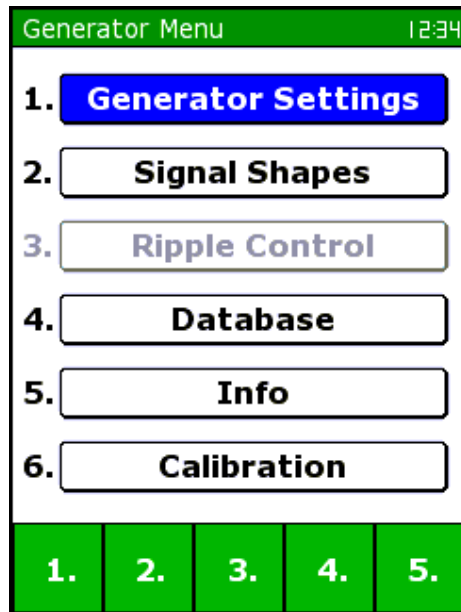 Generator Menu 12:34
1. Generator Settings
2. Signal Shapes
3. Ripple Control
4. Database
5. Info
6. Calibration
1. 2. 3. 4. 5.